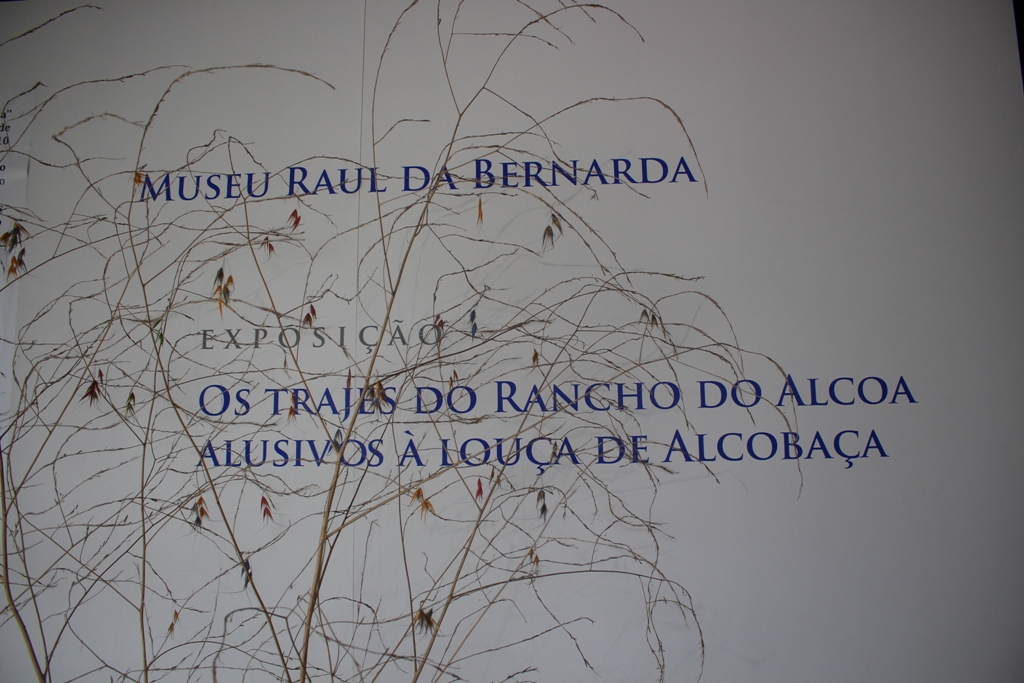 MUSEU RAUL DA BERNARDA
EXPOSIÇÃO
OS TRAJES DO RANCHO DO ALCOA
ALUSIVOS À LOUÇA DE ALCOBAÇA